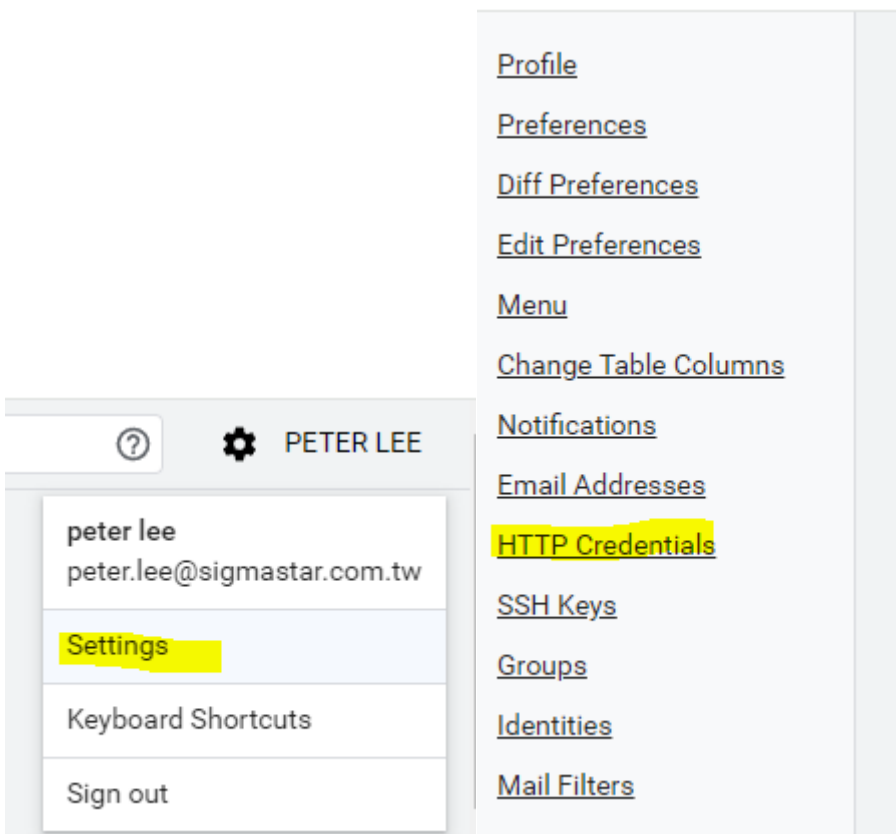 PETER LEE
peter lee
peter.lee@sigmastar.com.tw
Settings
Keyboard Shortcuts
Sign out
Profile
Preferences
Diff Preferences
Edit Preferences
Menu
Change Table Columns
Notifications
Email Addresses
HTTP Credentials
SSH Keys
Groups
Identities
Mail Filters